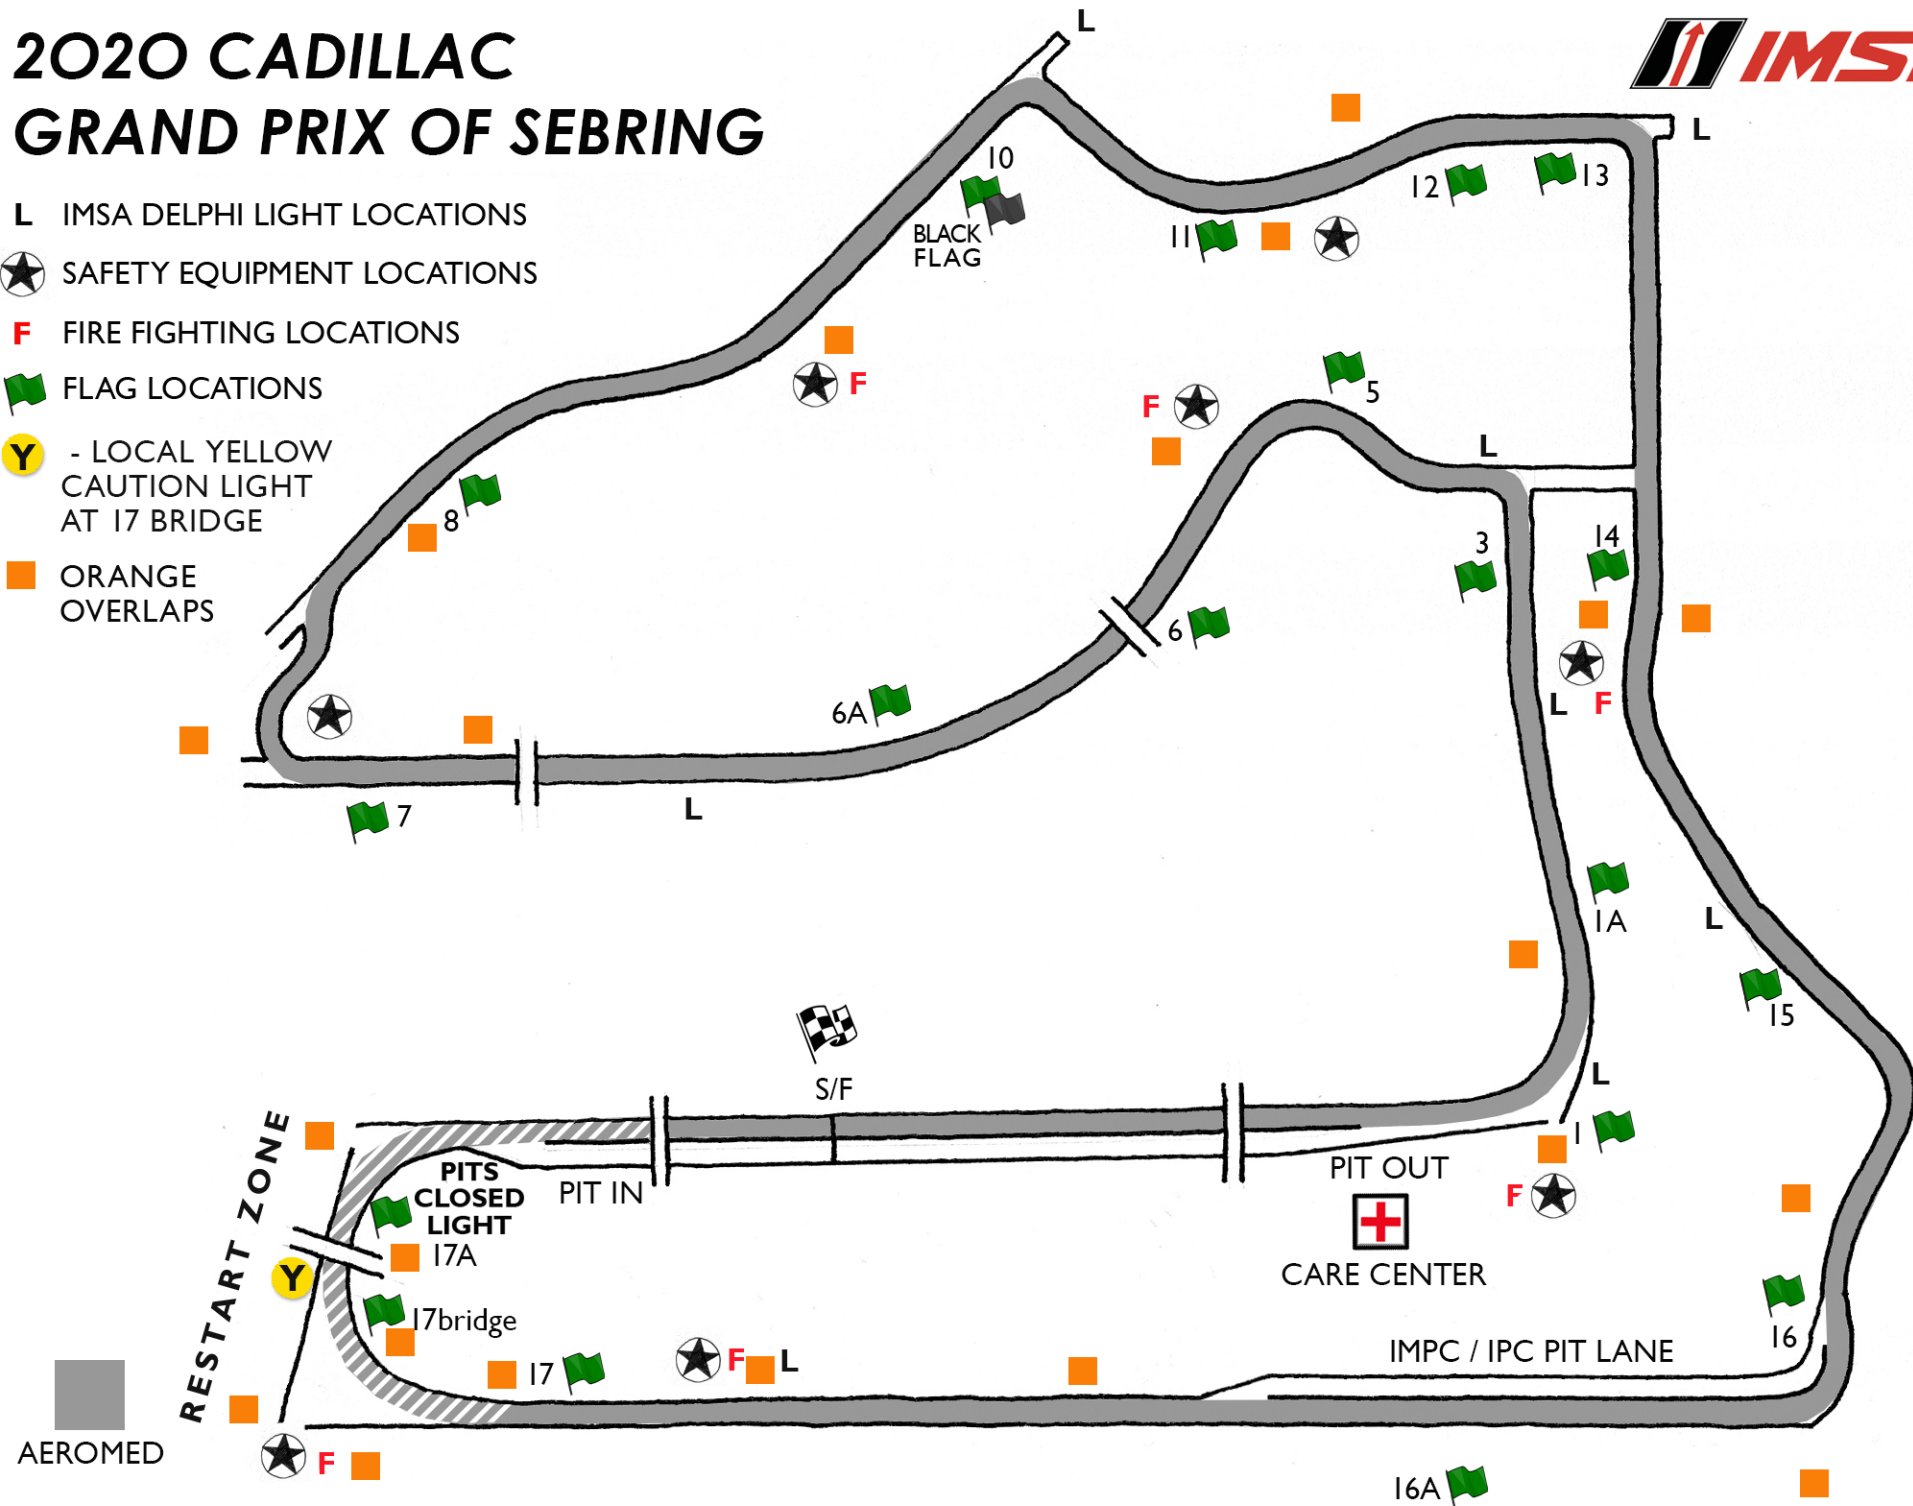 2020 CADILLAC
GRAND PRIX OF SEBRING
IMSA
L IMSA DELPHI LIGHT LOCATIONS
SAFETY EQUIPMENT LOCATIONS
F FIRE FIGHTING LOCATIONS
FLAG LOCATIONS
Y - LOCAL YELLOW
CAUTION LIGHT
AT 17 BRIDGE
ORANGE
OVERLAPS
L
L
10
BLACK
FLAG
11
12
13
F
F
5
L
8
3
14
6
L F
6A
L
7
1A
L
15
S/F
L
1
PIT OUT
F
CARE CENTER
PITS
CLOSED
LIGHT
PIT IN
17A
Y
RESTART ZONE
17bridge
17
F L
16
IMPC / IPC PIT LANE
AEROMED
F
16A